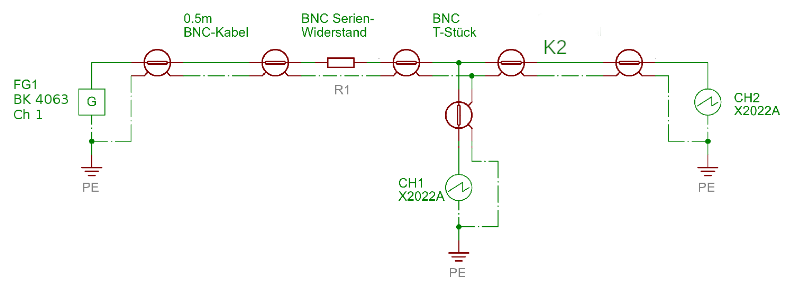 0.5m
BNC-Kabel
BNC Serien-
Widerstand
BNC
T-Stück
K2
FG1
BK 4063
Ch 1
G
R1
CH2
X2022A
CH1
X2022A
PE
PE
PE